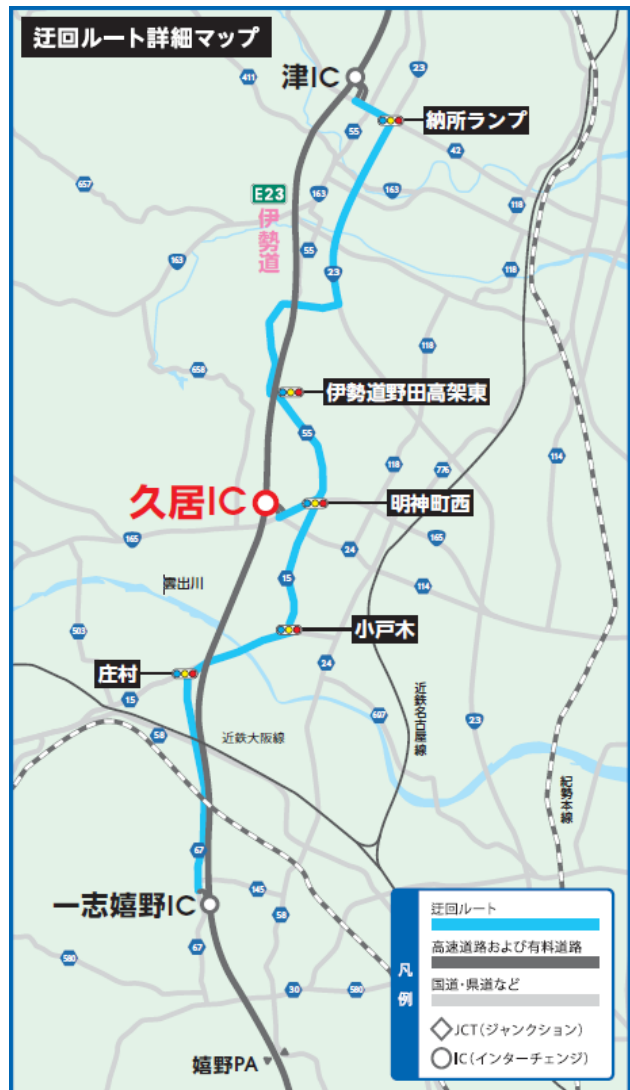 迂回ルート詳細マップ
津IC
23
411
納所ランプ
55
42
657
E23
伊勢道
163
163
118
55
163
23
118
118
658
伊勢道野田高架東
55
114
118
776
久居IC
明神町西
165
165
24
雲出川
15
114
503
小戸木
庄村
24
15
近鉄名古屋線
697
23
58
近鉄大阪線
紀勢本線
67
一志嬉野IC
145
58
67
580
30
580
嬉野PA
凡例
迂回ルート
高速道路および有料道路
国道・県道など
JCT(ジャンクション)
IC(インターチェンジ)